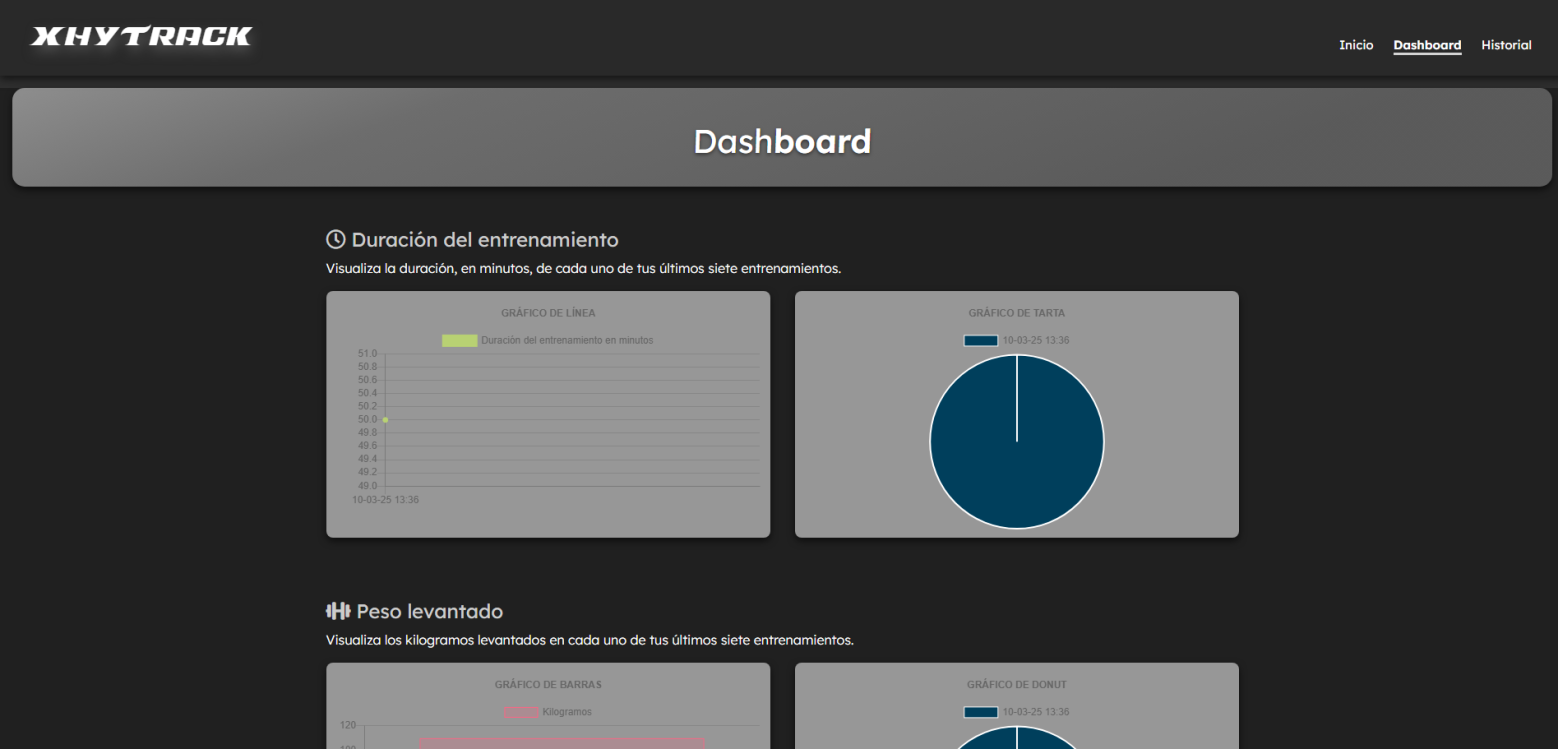 XHYTRACK
Inicio Dashboard Historial
Dashboard
Duración del entrenamiento
Visualiza la duración, en minutos, de cada uno de tus últimos siete entrenamientos.
GRÁFICO DE LÍNEA
Duración del entrenamiento en minutos
51.0
50.8
50.6
50.4
50.2
50.0
49.8
49.6
49.4
49.2
49.0
10-03-25 13:36
GRÁFICO DE TARTA
10-03-25 13:36
Peso levantado
Visualiza los kilogramos levantados en cada uno de tus últimos siete entrenamientos.
GRÁFICO DE BARRAS
Kilogramos
120
100
GRÁFICO DE DONUT
10-03-25 13:36